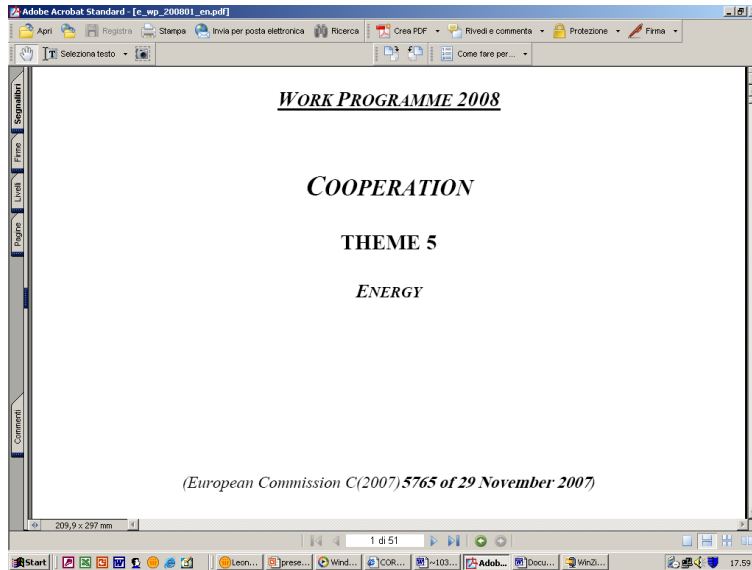 Adobe Acrobat Standard - [e_wp_200801_en.pdf]
Apri Registra Stampa Invia per posta elettronica Ricerca Crea PDF Rivedi e commenta Protezione Firma
Seleziona testo Come fare per...
Segnalibri
Firme
Livelli
Pagine
Commenti
WORK PROGRAMME 2008
COOPERATION
THEME 5
ENERGY
(European Commission C(2007)5765 of 29 November 2007)
209,9 x 297 mm
1 di 51
Start Leon... prese... Wind... COR... ~103... Adob... Docu... WinZi... 17.59